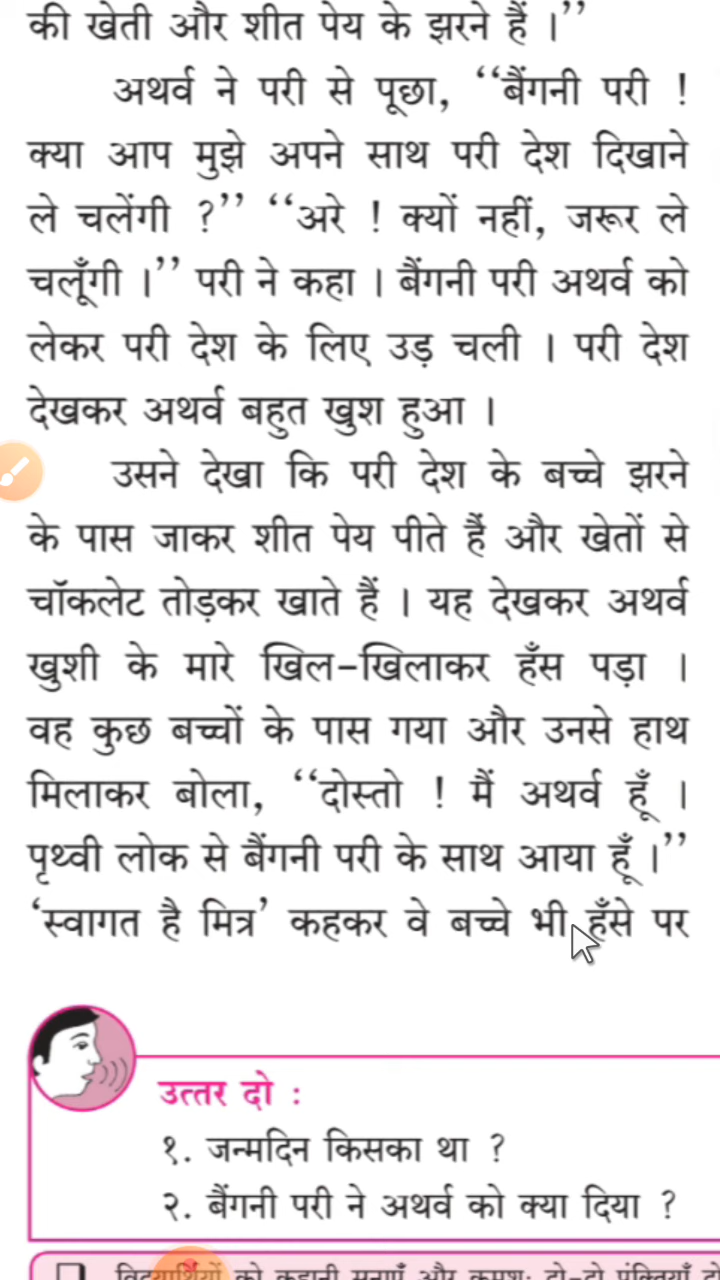 की खेती और शीत पेय के झरने हैं ।’’
अथर्व ने परी से पूछा, ‘‘बैंगनी परी !
क्या आप मुझे अपने साथ परी देश दिखाने
ले चलेंगी ?’’ ‘‘अरे ! क्यों नहीं, जरूर ले
चलूँगी ।’’ परी ने कहा । बैंगनी परी अथर्व को
लेकर परी देश के लिए उड़ चली । परी देश
देखकर अथर्व बहुत खुश हुआ ।
उसने देखा कि परी देश के बच्चे झरने
के पास जाकर शीत पेय पीते हैं और खेतों से
चॉकलेट तोड़कर खाते हैं । यह देखकर अथर्व
खुशी के मारे खिल-खिलाकर हँस पड़ा ।
वह कुछ बच्चों के पास गया और उनसे हाथ
मिलाकर बोला, ‘‘दोस्तो ! मैं अथर्व हूँ ।
पृथ्वी लोक से बैंगनी परी के साथ आया हूँ ।’’
‘स्वागत है मित्र’ कहकर वे बच्चे भी हँसे पर
उत्तर दो :
१. जन्मदिन किसका था ?
२. बैंगनी परी ने अथर्व को क्या दिया ?
विद्यार्थियों को कहानी सुनाएँ और क्रमशः दो-दो पंक्तियाँ